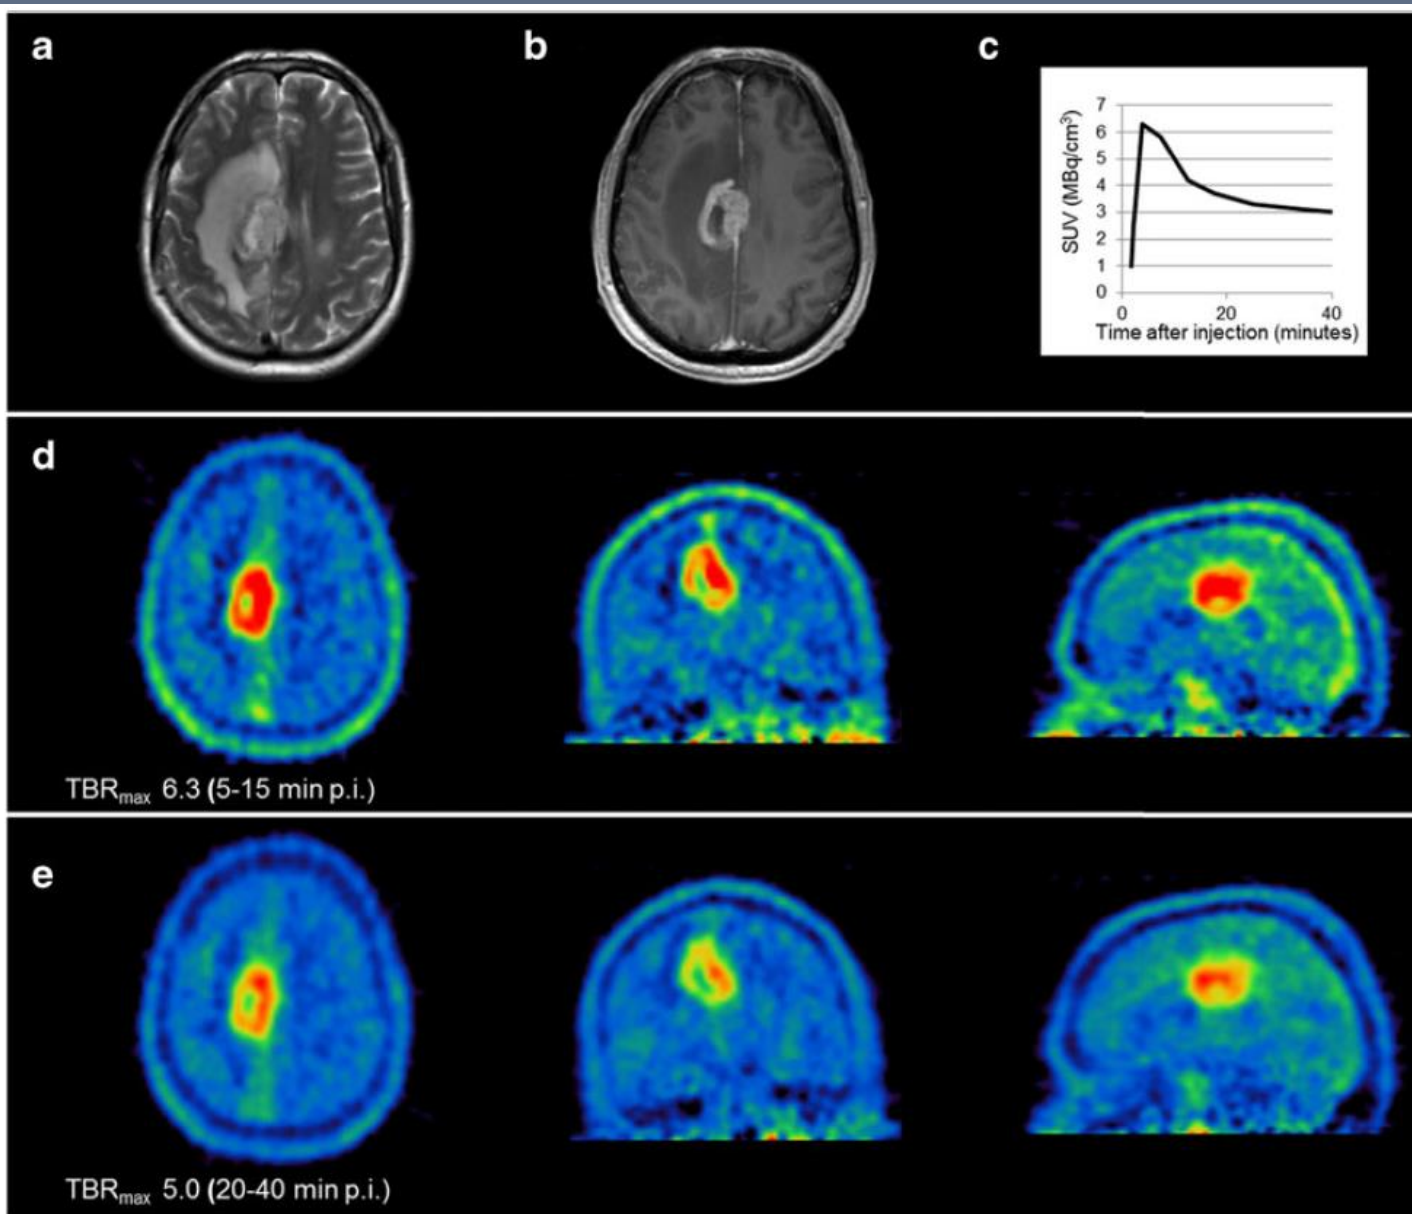 a
b
c
7
6
5
4
3
2
1
0
SUV (MBq/cm³)
0 20 40
Time after injection (minutes)
d
TBRmax 6.3 (5-15 min p.i.)
e
TBRmax 5.0 (20-40 min p.i.)